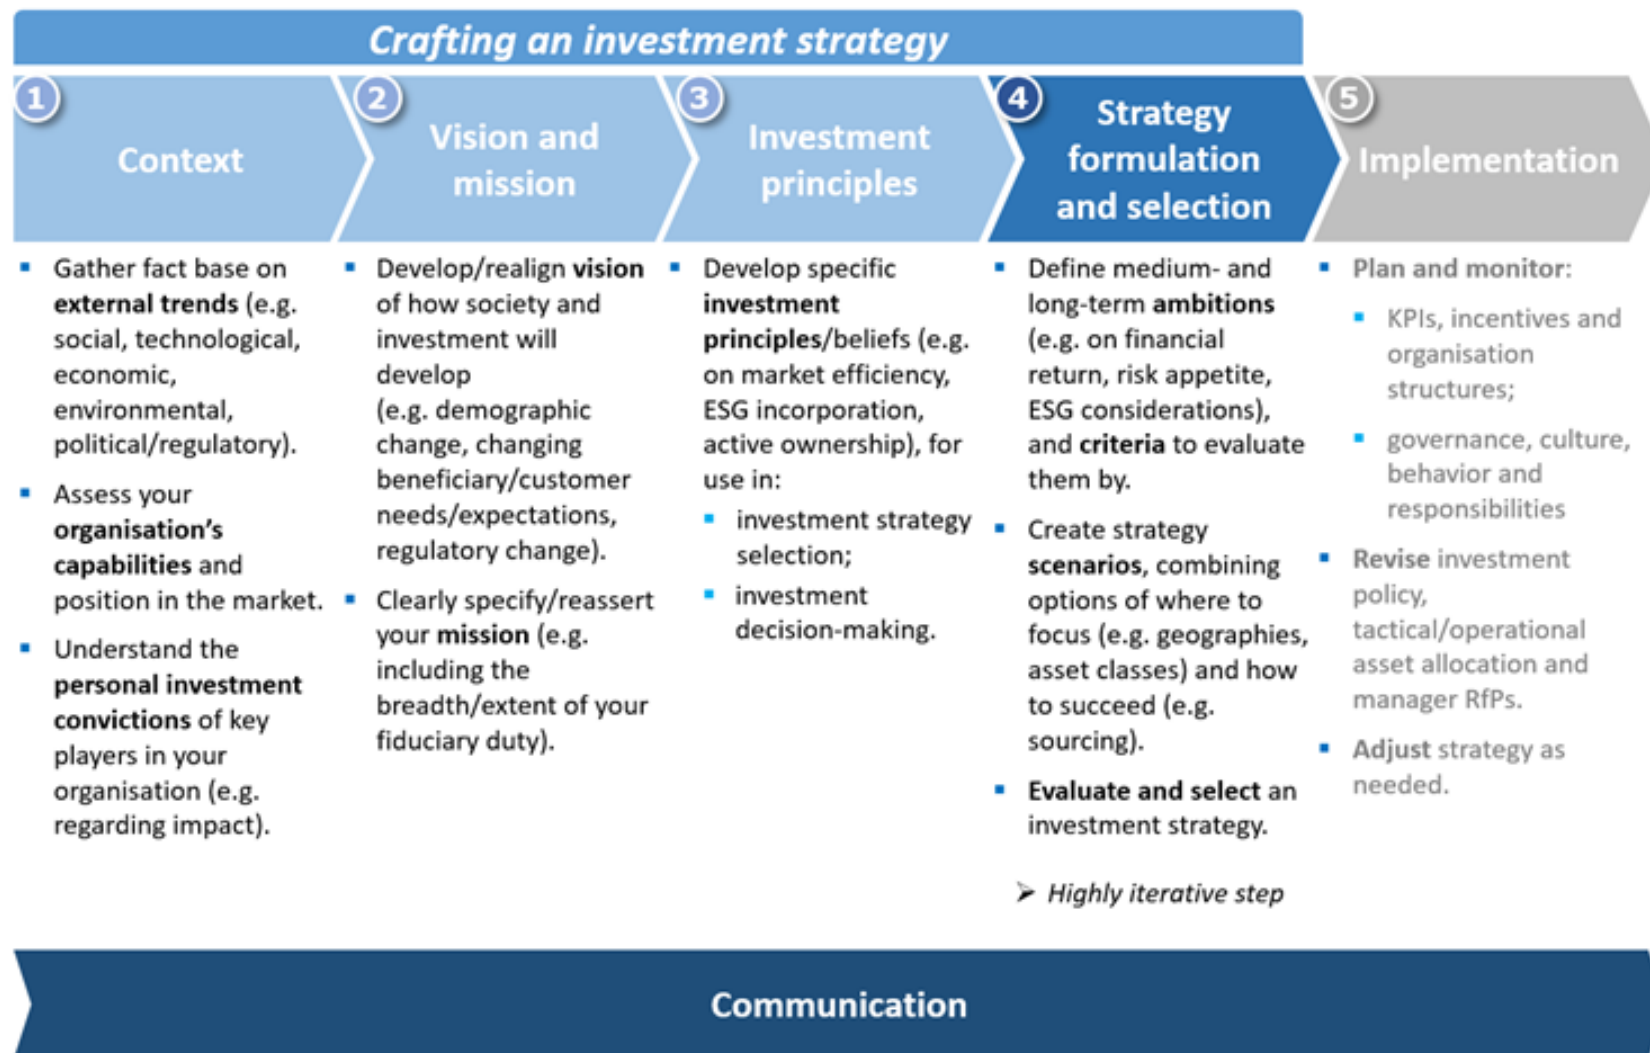 Crafting an investment strategy
1
Context
2
Vision and
mission
3
Investment
principles
4
Strategy
formulation
and selection
5
Implementation
▪ Gather fact base on
external trends (e.g.
social, technological,
economic,
environmental,
political/regulatory).
▪ Assess your
organisation's
capabilities and
position in the market.
▪ Understand the
personal investment
convictions of key
players in your
organisation (e.g.
regarding impact).
▪ Develop/realign vision
of how society and
investment will
develop
(e.g. demographic
change, changing
beneficiary/customer
needs/expectations,
regulatory change).
▪ Clearly specify/reassert
your mission (e.g.
including the
breadth/extent of your
fiduciary duty).
▪ Develop specific
investment
principles/beliefs (e.g.
on market efficiency,
ESG incorporation,
active ownership), for
use in:
▪ investment strategy
selection;
▪ investment
decision-making.
▪ Define medium- and
long-term ambitions
(e.g. on financial
return, risk appetite,
ESG considerations),
and criteria to evaluate
them by.
▪ Create strategy
scenarios, combining
options of where to
focus (e.g. geographies,
asset classes) and how
to succeed (e.g.
sourcing).
▪ Evaluate and select an
investment strategy.
➢ Highly iterative step
▪ Plan and monitor:
▪ KPIs, incentives and
organisation
structures;
▪ governance, culture,
behavior and
responsibilities
▪ Revise investment
policy,
tactical/operational
asset allocation and
manager RfPs.
▪ Adjust strategy as
needed.
Communication